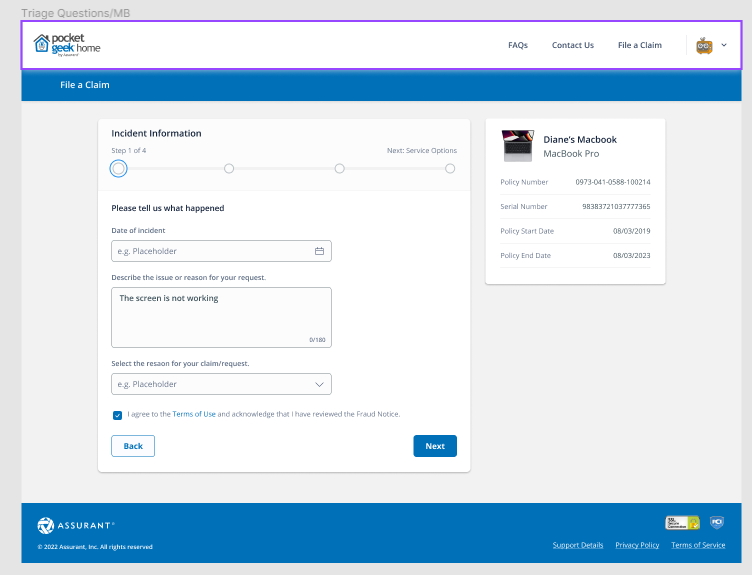 Triage Questions/MB
pocket
geek home
by Assurant
FAQs
Contact Us
File a Claim
File a Claim
Incident Information
Step 1 of 4
Next: Service Options
Please tell us what happened
Date of incident
e.g. Placeholder
Describe the issue or reason for your request.
The screen is not working
0/180
Select the resaon for your claim/request.
e.g. Placeholder
I agree to the Terms of Use and acknowledge that I have reviewed the Fraud Notice.
Back
Next
Diane's Macbook
MacBook Pro
Policy Number 0973-041-0588-100214
Serial Number 98383721037777365
Policy Start Date 08/03/2019
Policy End Date 08/03/2023
ASSURANT®
© 2022 Assurant, Inc. All rights reserved
SSL
Secure
Connection
PCI
Support Details
Privacy Policy
Terms of Service